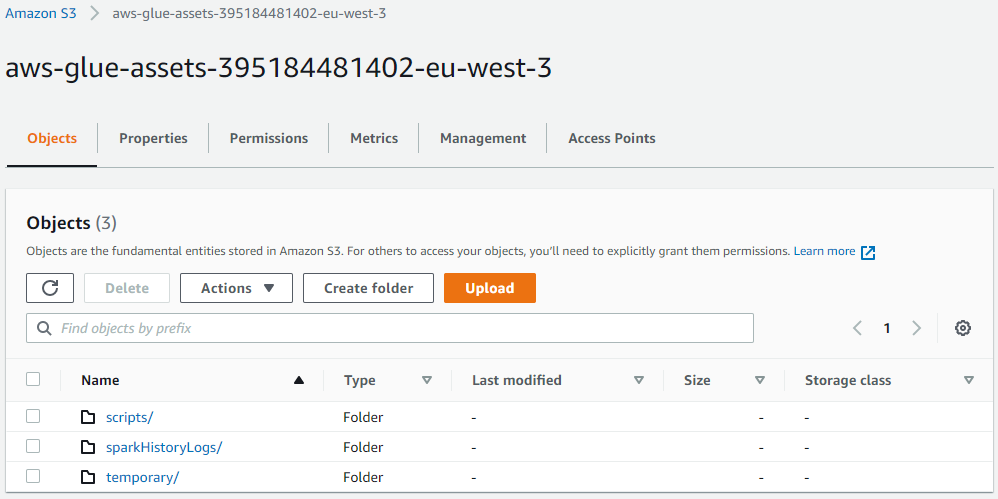 Amazon S3 > aws-glue-assets-395184481402-eu-west-3
aws-glue-assets-395184481402-eu-west-3
Objects Properties Permissions Metrics Management Access Points
Objects (3)
Objects are the fundamental entities stored in Amazon S3. For others to access your objects, you'll need to explicitly grant them permissions. Learn more
Delete Actions Create folder Upload
Find objects by prefix 1
Name Type Last modified Size Storage class
scripts/ Folder - - -
sparkHistoryLogs/ Folder - - -
temporary/ Folder - - -